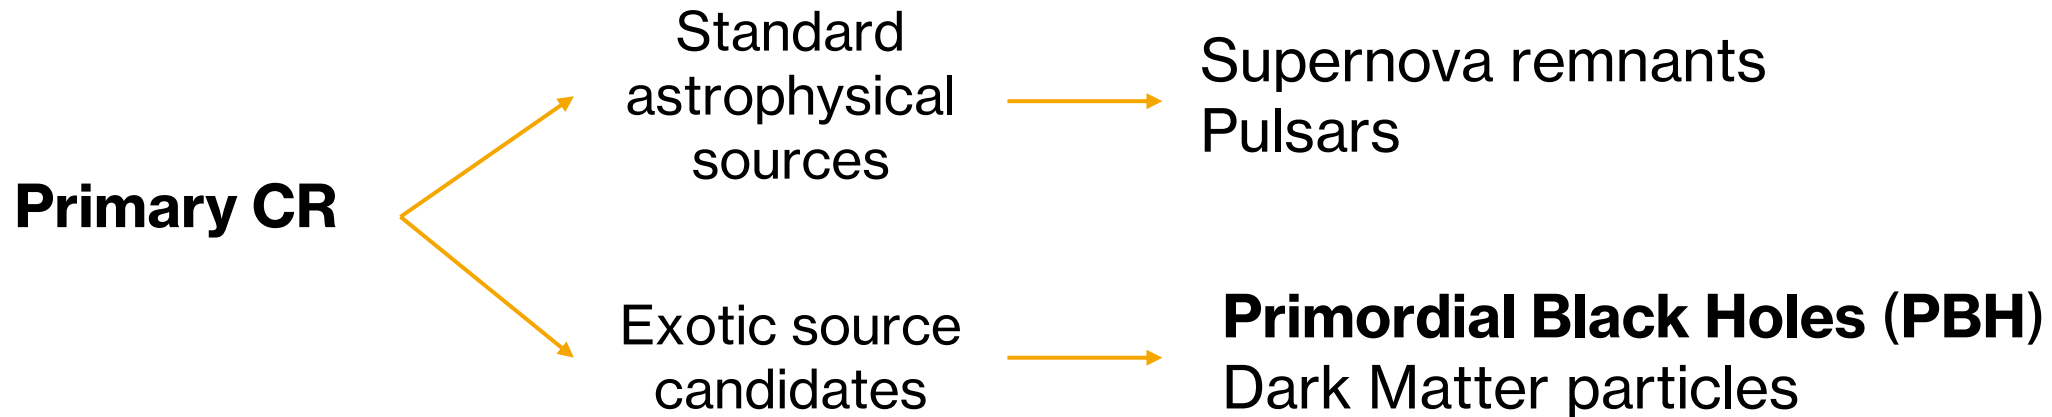 Primary CR
Standard
astrophysical
sources
Supernova remnants
Pulsars
Exotic source
candidates
Primordial Black Holes (PBH)
Dark Matter particles